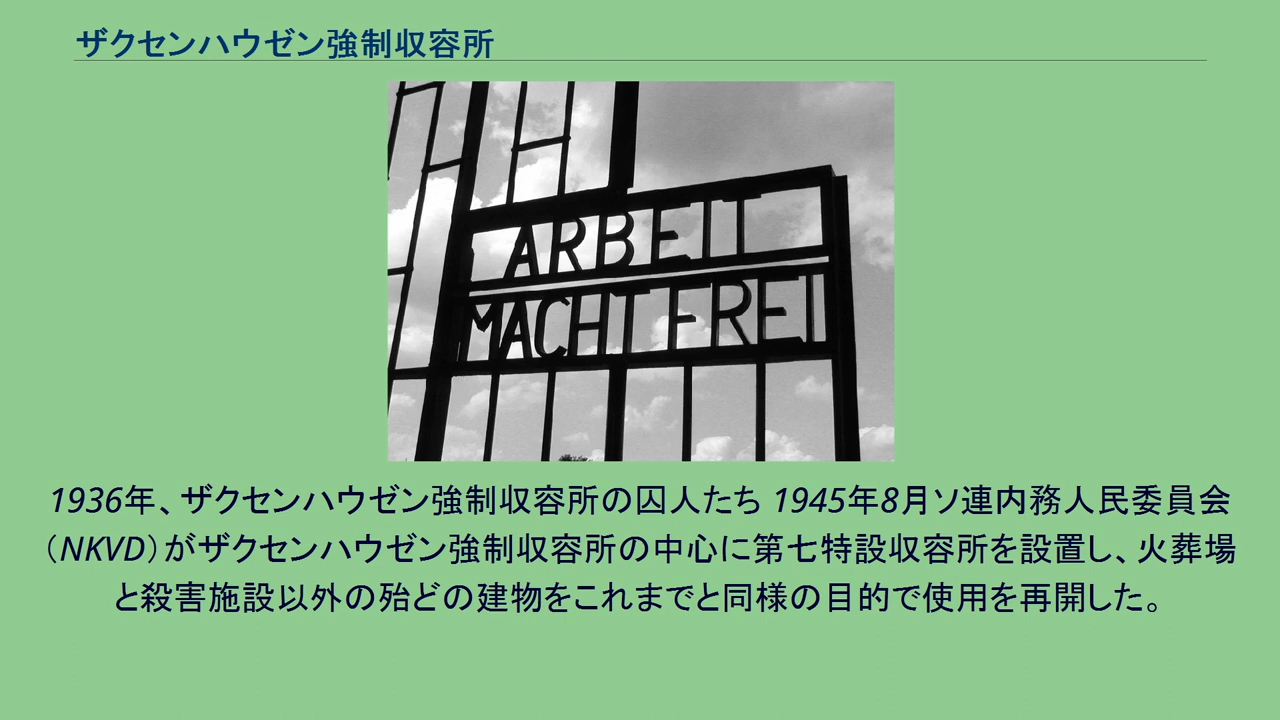 ザクセンハウゼン強制収容所
ARBEIT
MACHT FREI
1936年、ザクセンハウゼン強制収容所の囚人たち 1945年8月ソ連内務人民委員会
（NKVD）がザクセンハウゼン強制収容所の中心に第七特設収容所を設置し、火葬場
と殺害施設以外の殆どの建物をこれまでと同様の目的で使用を再開した。